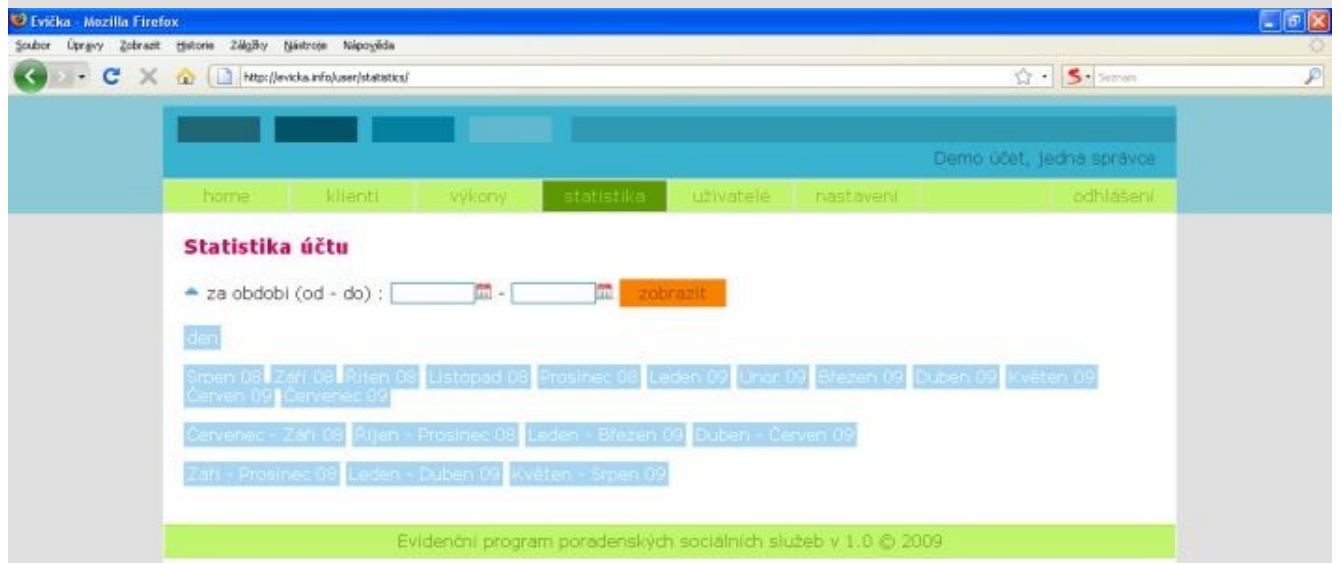 Evička - Mozilla Firefox
Soubor Úpravy Zobrazit Historie Záložky Nástroje Nápověda
http://evicka.info/user/statistics/ Seznam
Demo účet, jedna správce
home klienti výkony statistika uživatelé nastavení odhlášení
Statistika účtu
za období (od - do) : - zobrazit
den
Srpen 08 Září 08 Říjen 08 Listopad 08 Prosinec 08 Leden 09 Únor 09 Březen 09 Duben 09 Květen 09
Červen 09 Červenec 09
Červenec - Září 08 Říjen - Prosinec 08 Leden - Březen 09 Duben - Červen 09
Září - Prosinec 08 Leden - Duben 09 Květen - Srpen 09
Evidenční program poradenských sociálních služeb v 1.0 © 2009